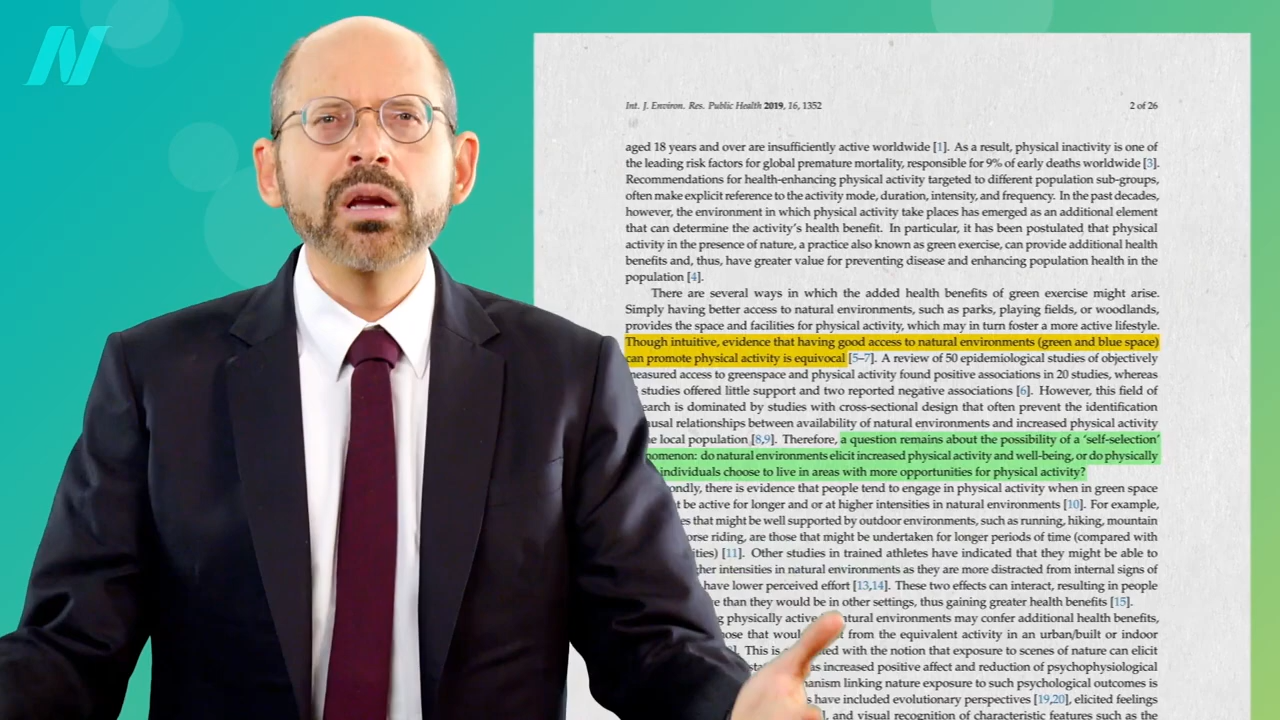 Int. J. Environ. Res. Public Health 2019, 16, 1352 2 of 26
aged 18 years and over are insufficiently active worldwide [1]. As a result, physical inactivity is one of
the leading risk factors for global premature mortality, responsible for 9% of early deaths worldwide [3].
Recommendations for health-enhancing physical activity targeted to different population sub-groups,
often make explicit reference to the activity mode, duration, intensity, and frequency. In the past decades,
however, the environment in which physical activity take places has emerged as an additional element
that can determine the activity's health benefit. In particular, it has been postulated that physical
activity in the presence of nature, a practice also known as green exercise, can provide additional health
benefits and, thus, have greater value for preventing disease and enhancing population health in the
population [4].
There are several ways in which the added health benefits of green exercise might arise.
Simply having better access to natural environments, such as parks, playing fields, or woodlands,
provides the space and facilities for physical activity, which may in turn foster a more active lifestyle.
Though intuitive, evidence that having good access to natural environments (green and blue space)
can promote physical activity is equivocal [5–7]. A review of 50 epidemiological studies of objectively
measured access to greenspace and physical activity found positive associations in 20 studies, whereas
studies offered little support and two reported negative associations [6]. However, this field of
is dominated by studies with cross-sectional design that often prevent the identification
relationships between availability of natural environments and increased physical activity
local population [8,9]. Therefore, a question remains about the possibility of a 'self-selection'
do natural environments elicit increased physical activity and well-being, or do physically
individuals choose to live in areas with more opportunities for physical activity?
there is evidence that people tend to engage in physical activity when in green space
be active for longer and or at higher intensities in natural environments [10]. For example,
that might be well supported by outdoor environments, such as running, hiking, mountain
riding, are those that might be undertaken for longer periods of time (compared with
[11]. Other studies in trained athletes have indicated that they might be able to
intensities in natural environments as they are more distracted from internal signs of
have lower perceived effort [13,14]. These two effects can interact, resulting in people
than they would be in other settings, thus gaining greater health benefits [15].
physically active environments may confer additional health benefits,
that from the equivalent activity in an urban/built or indoor
This is with the notion that exposure to scenes of nature can elicit
as increased positive affect and reduction of psychophysiological
linking nature exposure to such psychological outcomes is
have included evolutionary perspectives [19,20], elicited feelings
and visual recognition of characteristic features such as the